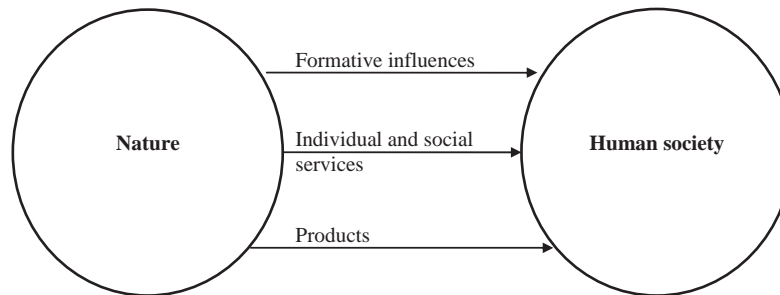 Formative influences
Nature
Individual and social
services
Human society
Products